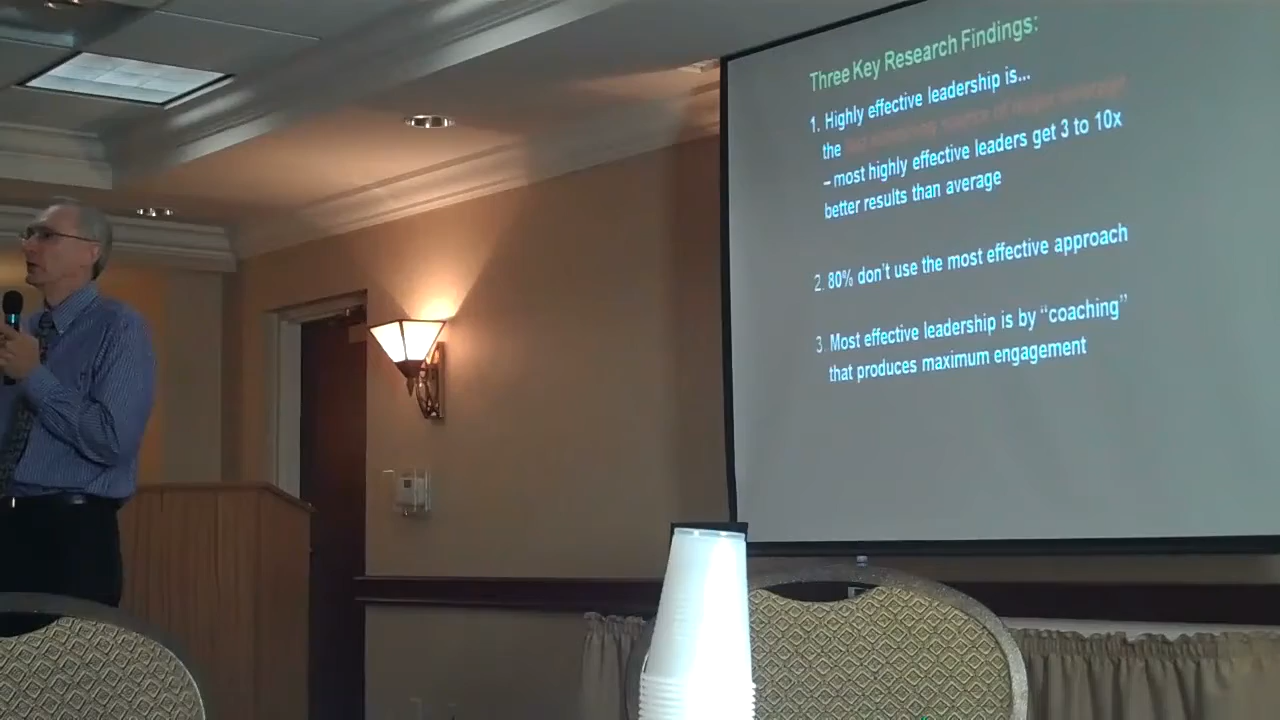 Three Key Research Findings:
1. Highly effective leadership is...
the
– most highly effective leaders get 3 to 10x
better results than average
2. 80% don't use the most effective approach
3. Most effective leadership is by “coaching”
that produces maximum engagement